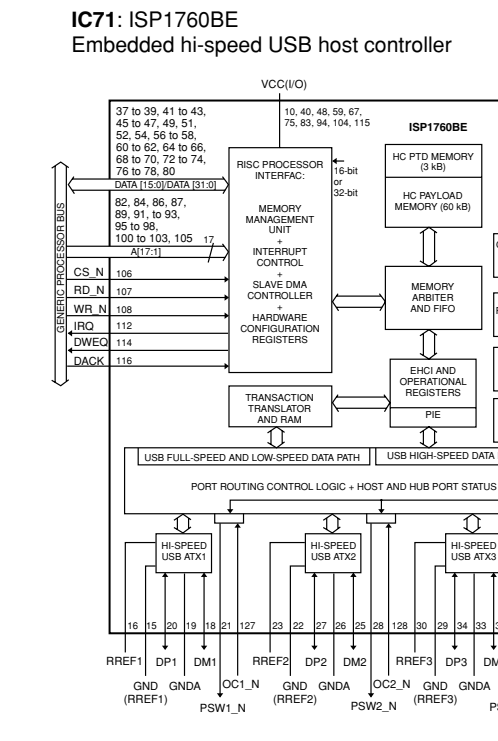 IC71: ISP1760BE
Embedded hi-speed USB host controller
VCC(I/O)
37 to 39, 41 to 43,
45 to 47, 49, 51,
52, 54, 56 to 58,
60 to 62, 64 to 66,
68 to 70, 72 to 74,
76 to 78, 80
DATA [15:0]/DATA [31:0]
82, 84, 86, 87,
89, 91, to 93,
95 to 98,
100 to 103, 105
17
A[17:1]
GENERIC PROCESSOR BUS
CS_N 106
RD_N 107
WR_N 108
IRQ 112
DWEQ 114
DACK 116
10, 40, 48, 59, 67,
75, 83, 94, 104, 115
RISC PROCESSOR
INTERFAC:
MEMORY
MANAGEMENT
UNIT
+
INTERRUPT
CONTROL
+
SLAVE DMA
CONTROLLER
+
HARDWARE
CONFIGURATION
REGISTERS
16-bit
or
32-bit
ISP1760BE
HC PTD MEMORY
(3 kB)
HC PAYLOAD
MEMORY (60 kB)
MEMORY
ARBITER
AND FIFO
EHCI AND
OPERATIONAL
REGISTERS
PIE
TRANSACTION
TRANSLATOR
AND RAM
USB FULL-SPEED AND LOW-SPEED DATA PATH
USB HIGH-SPEED DATA
PORT ROUTING CONTROL LOGIC + HOST AND HUB PORT STATUS
HI-SPEED
USB ATX1
HI-SPEED
USB ATX2
HI-SPEED
USB ATX3
16 15 20 19 18 21 127 23 22 27 26 25 28 128 30 29 34 33
RREF1 DP1 DM1 RREF2 DP2 DM2 RREF3 DP3
GND GNDA OC1_N GND GNDA OC2_N GND GNDA
(RREF1) (RREF2) (RREF3)
PSW1_N PSW2_N